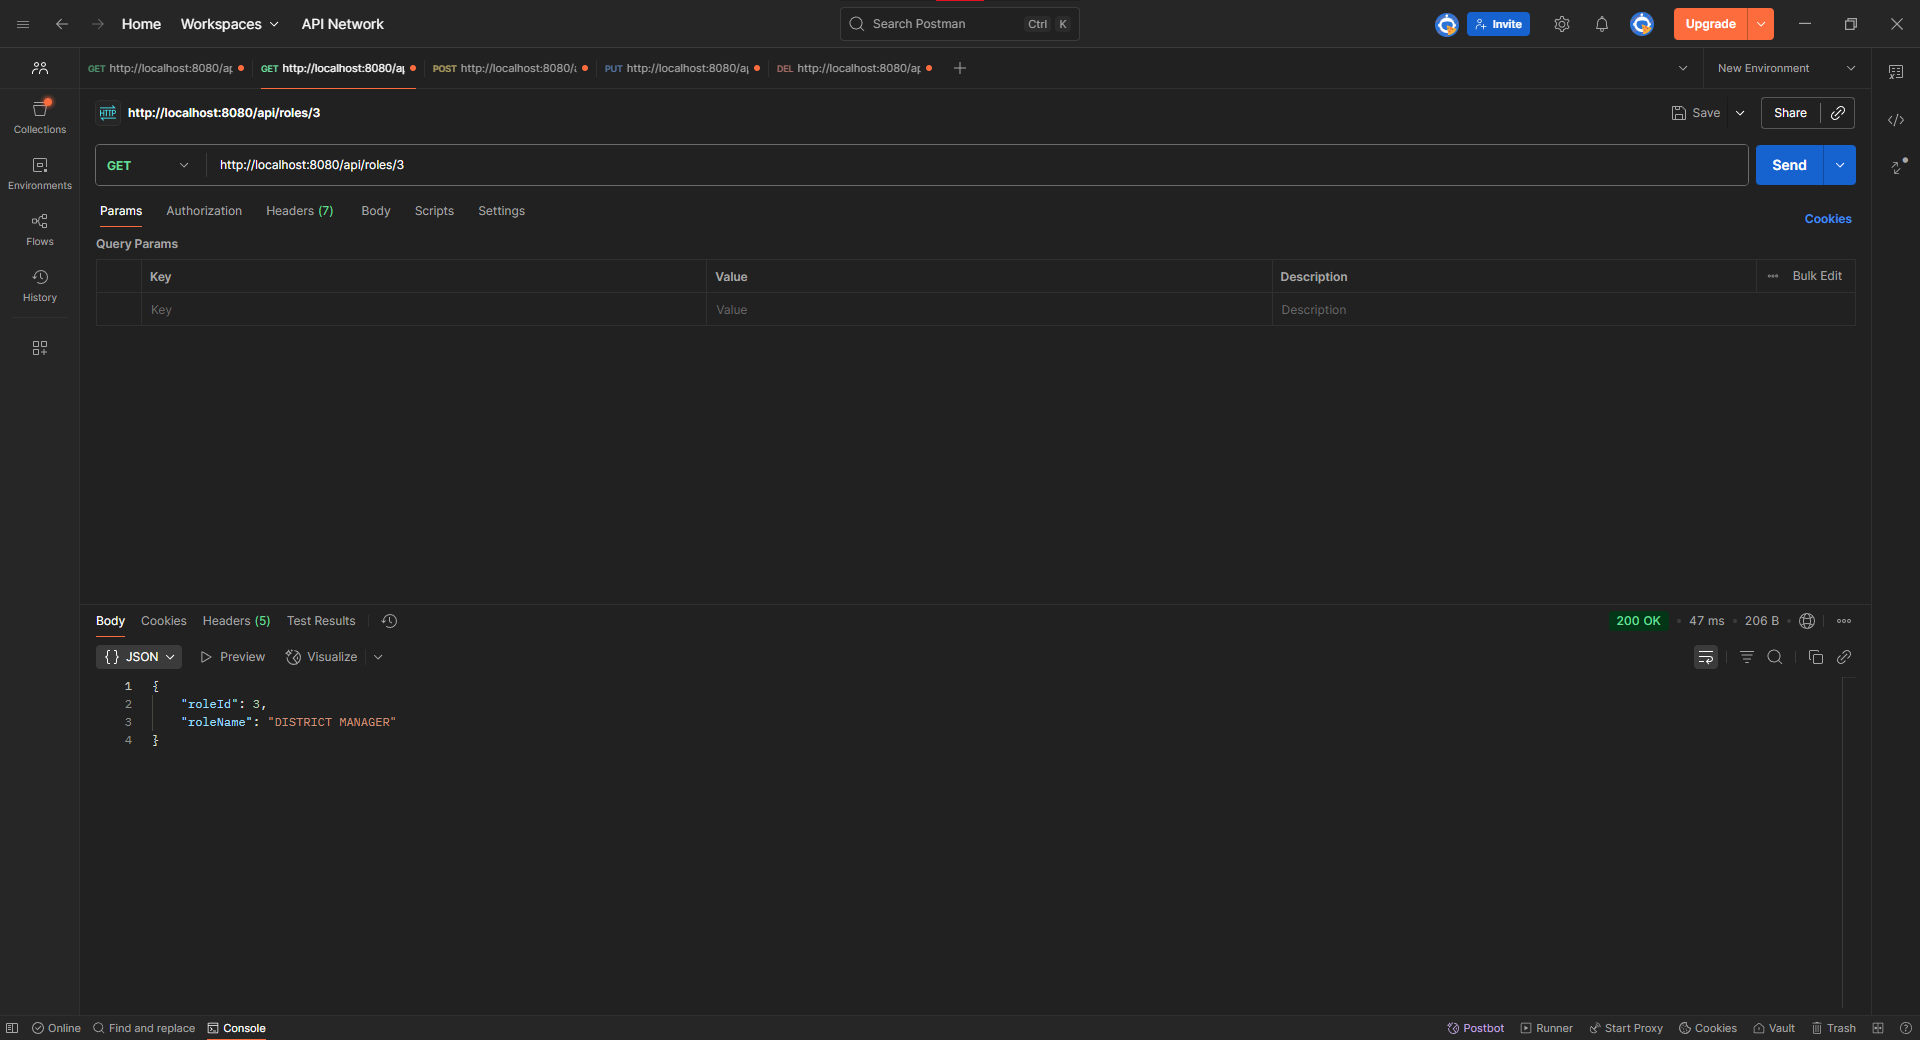 Home Workspaces API Network Search Postman Ctrl K Invite Upgrade
GET http://localhost:8080/ap GET http://localhost:8080/ap POST http://localhost:8080/a PUT http://localhost:8080/ap DEL http://localhost:8080/ap New Environment
HTTP http://localhost:8080/api/roles/3 Save Share
Collections
GET http://localhost:8080/api/roles/3 Send
Environments
Params Authorization Headers (7) Body Scripts Settings Cookies
Flows
Query Params
Key Value Description Bulk Edit
History
Key Value Description
Body Cookies Headers (5) Test Results 200 OK 47 ms 206 B
{ } JSON Preview Visualize
1 {
2 "roleId": 3,
3 "roleName": "DISTRICT MANAGER"
4 }
Online Find and replace Console Postbot Runner Start Proxy Cookies Vault Trash